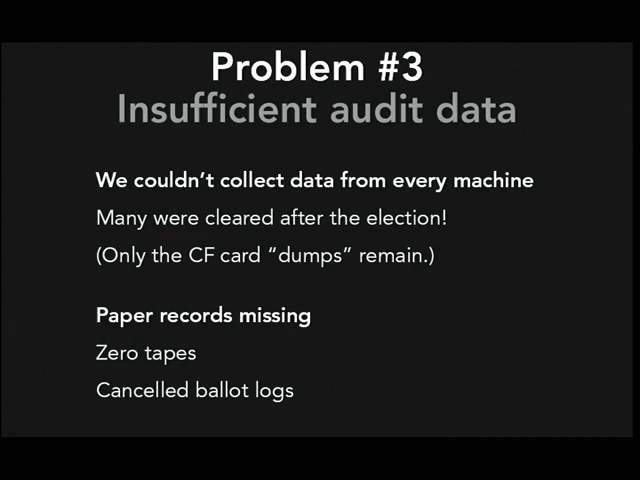 Problem #3
Insufficient audit data
We couldn't collect data from every machine
Many were cleared after the election!
(Only the CF card “dumps” remain.)
Paper records missing
Zero tapes
Cancelled ballot logs